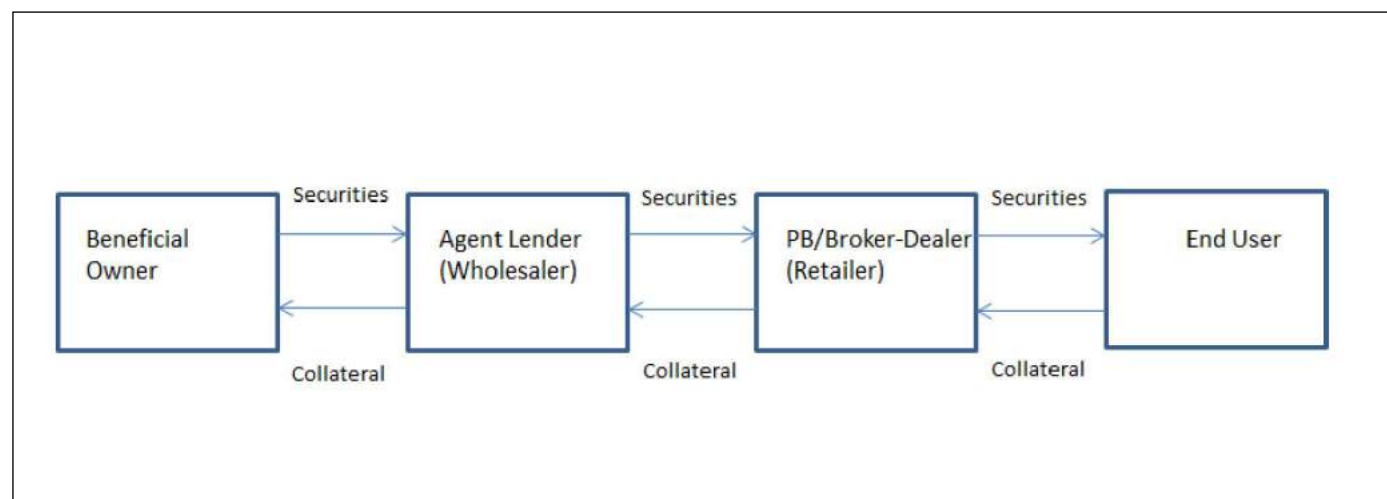 Securities
Securities
Securities
Beneficial
Owner
Agent Lender
(Wholesaler)
PB/Broker-Dealer
(Retailer)
End User
Collateral
Collateral
Collateral